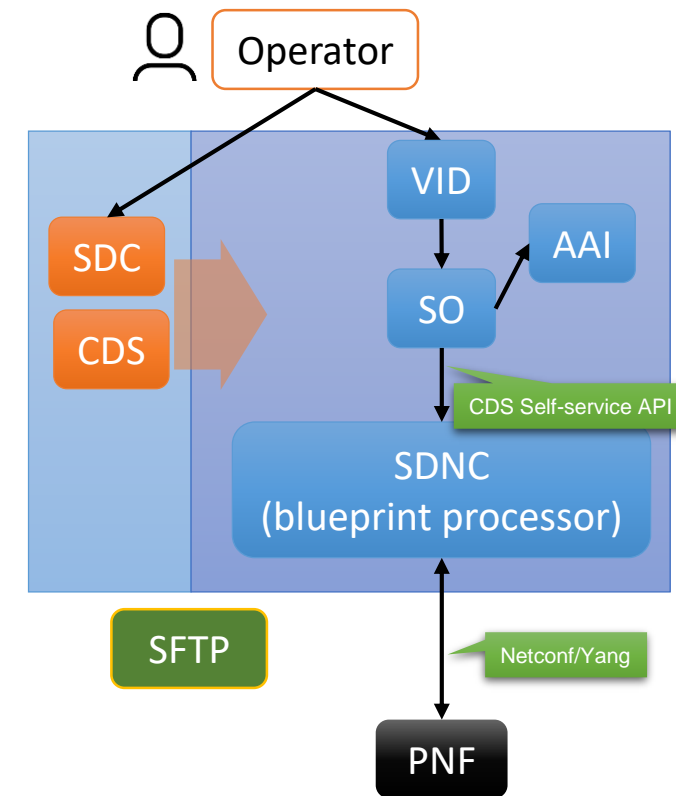 Operator
VID
SDC
AAI
SO
CDS
CDS Self-service API
SDNC
(blueprint processor)
SFTP
Netconf/Yang
PNF